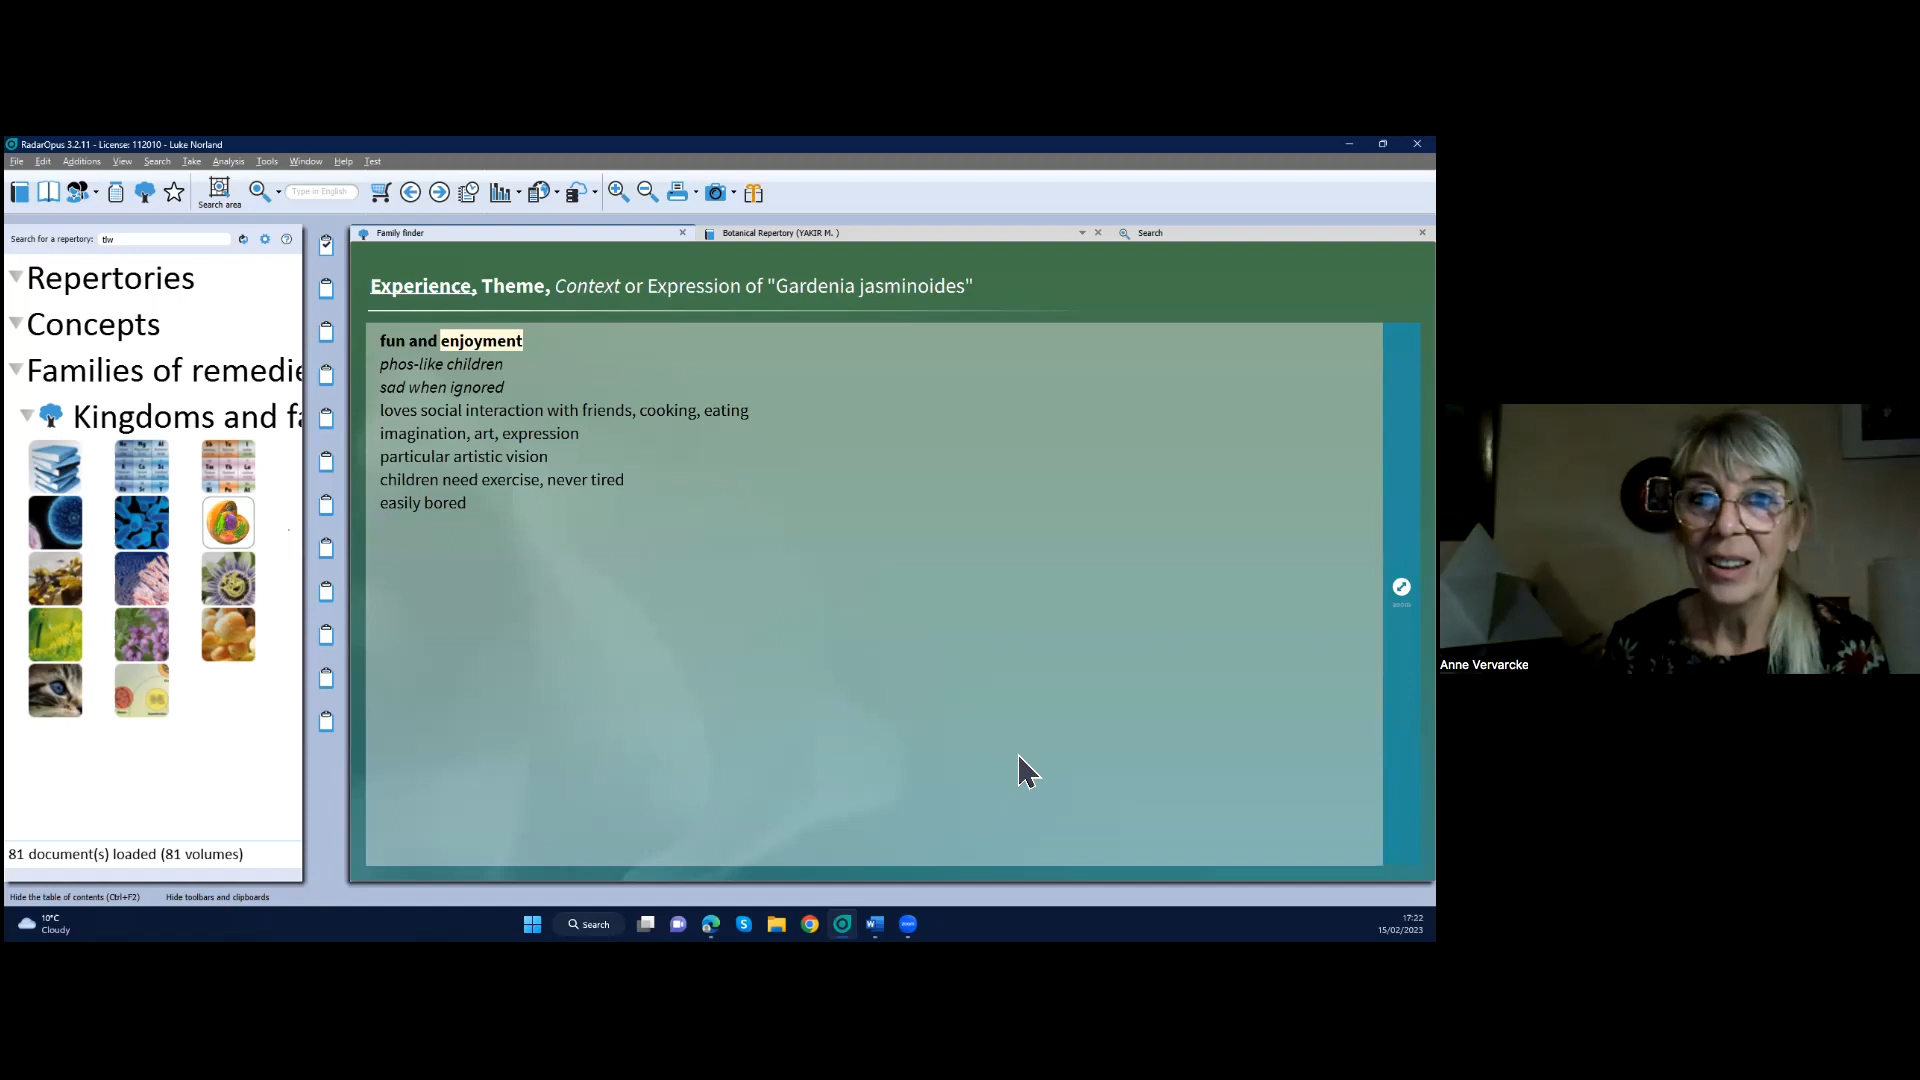 RadarOpus 3.2.11 - License: 112010 - Luke Norland
File Edit Additions View Search Take Analysis Tools Window Help Test
Type in English
Search area
Search for a repertory: tlw
Family finder
Botanical Repertory (YAKIR M. )
Search
Repertories
Concepts
Families of remedie
Kingdoms and fa
Experience, Theme, Context or Expression of "Gardenia jasminoides"
fun and enjoyment
phos-like children
sad when ignored
loves social interaction with friends, cooking, eating
imagination, art, expression
particular artistic vision
children need exercise, never tired
easily bored
81 document(s) loaded (81 volumes)
Hide the table of contents (Ctrl+F2) Hide toolbars and clipboards
10°C
Cloudy
Search
17:22
15/02/2023
Anne Vervarcke